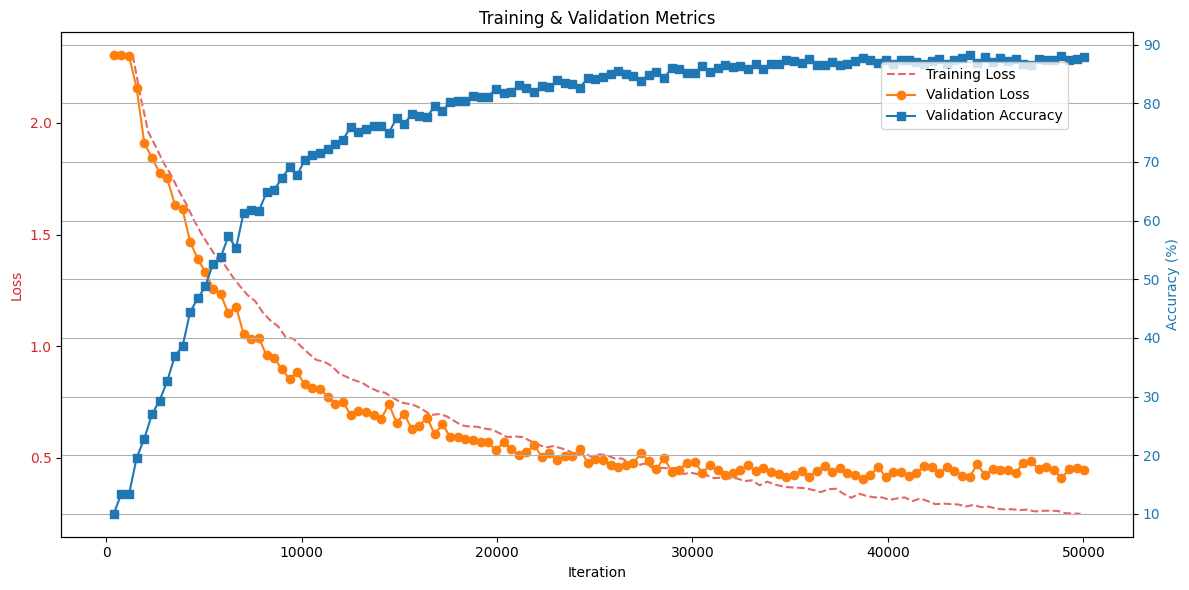 Training & Validation Metrics
Loss
2.0
1.5
1.0
0.5
Training Loss
Validation Loss
Validation Accuracy
90
80
70
60
50
40
30
20
10
Accuracy (%)
0
10000
20000
30000
40000
50000
Iteration